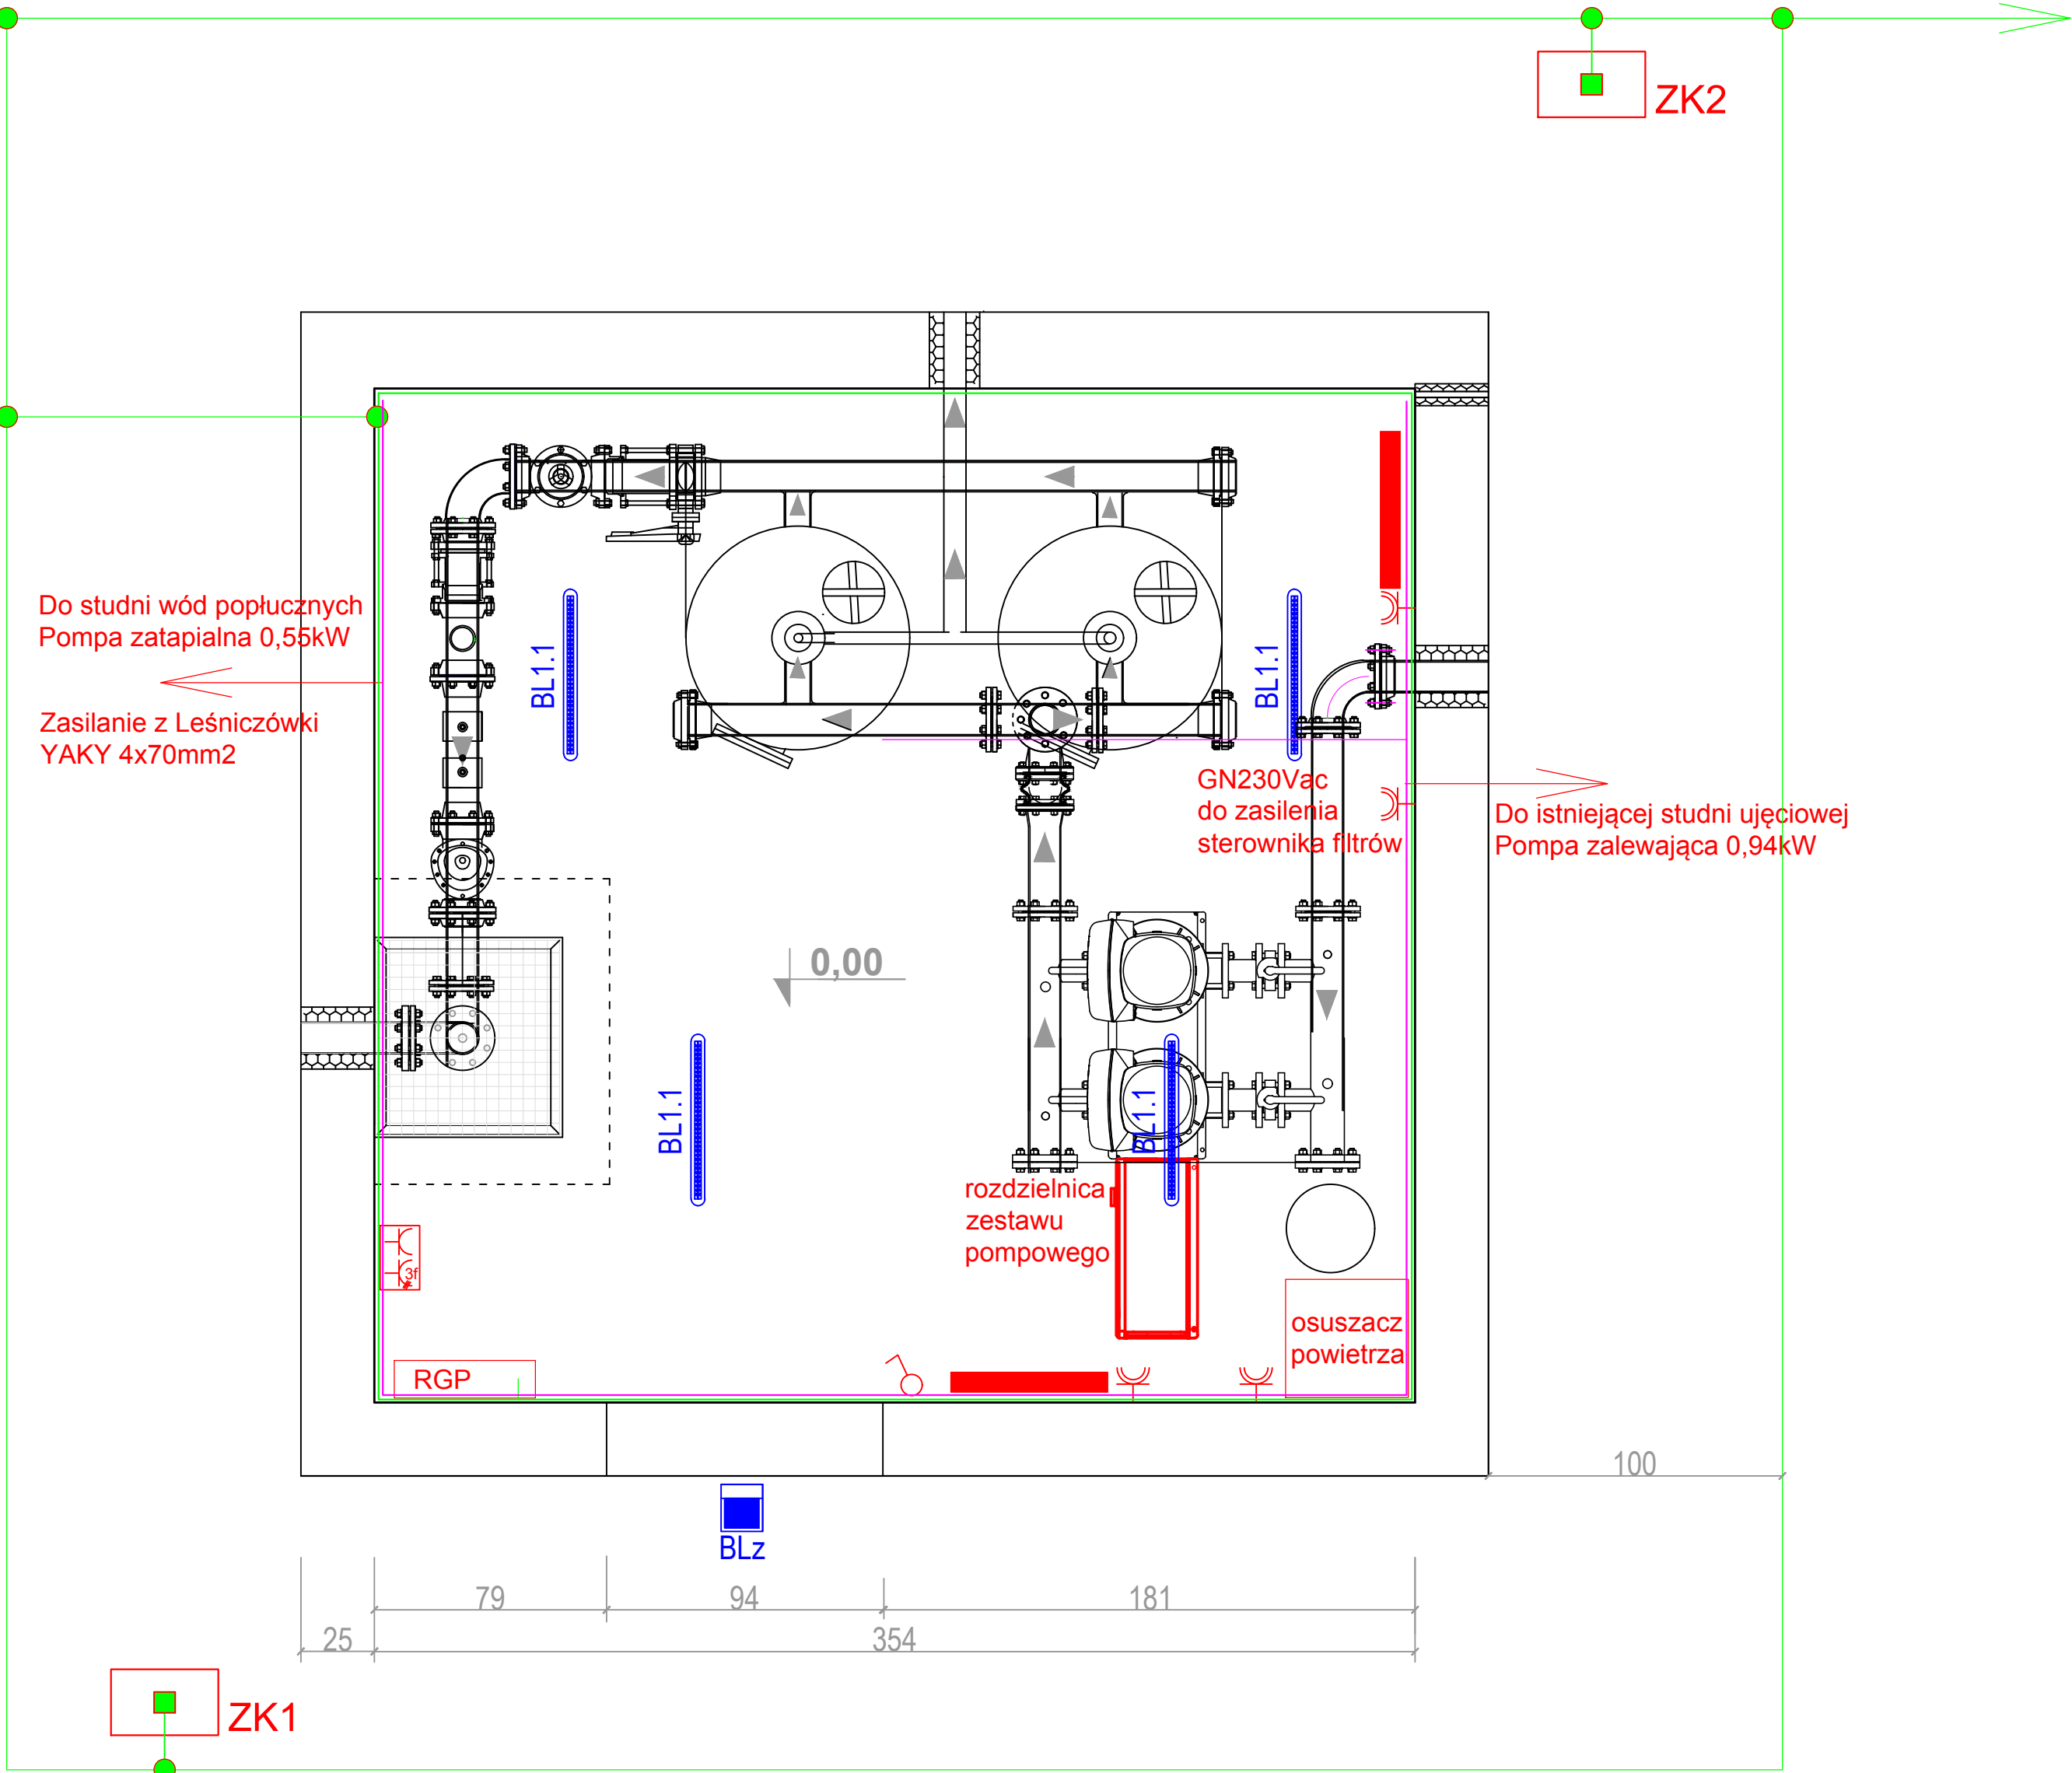 ZK2
Do studni wód popłucznych
Pompa zatapialna 0,55kW
Zasilanie z Leśniczówki
YAKY 4x70mm2
BL1.1
BL1.1
GN230Vac
do zasilenia
sterownika filtrów
Do istniejącej studni ujęciowej
Pompa zalewająca 0,94kW
0,00
BL1.1
BL1.1
rozdzielnica
zestawu
pompowego
3f
osuszacz
powietrza
RGP
100
BLz
79
94
181
25
354
ZK1